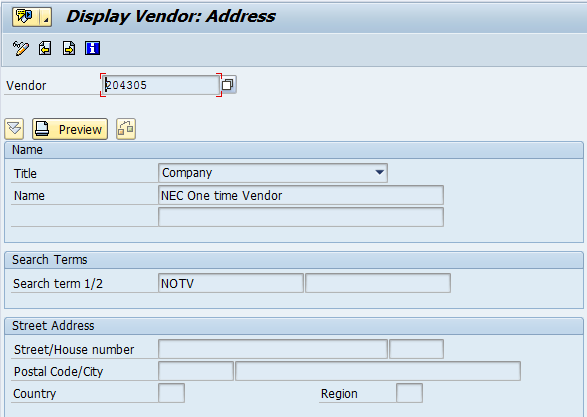 Display Vendor: Address
Vendor 204305
Preview
Name
Title Company
Name NEC One time Vendor
Search Terms
Search term 1/2 NOTV
Street Address
Street/House number
Postal Code/City
Country Region